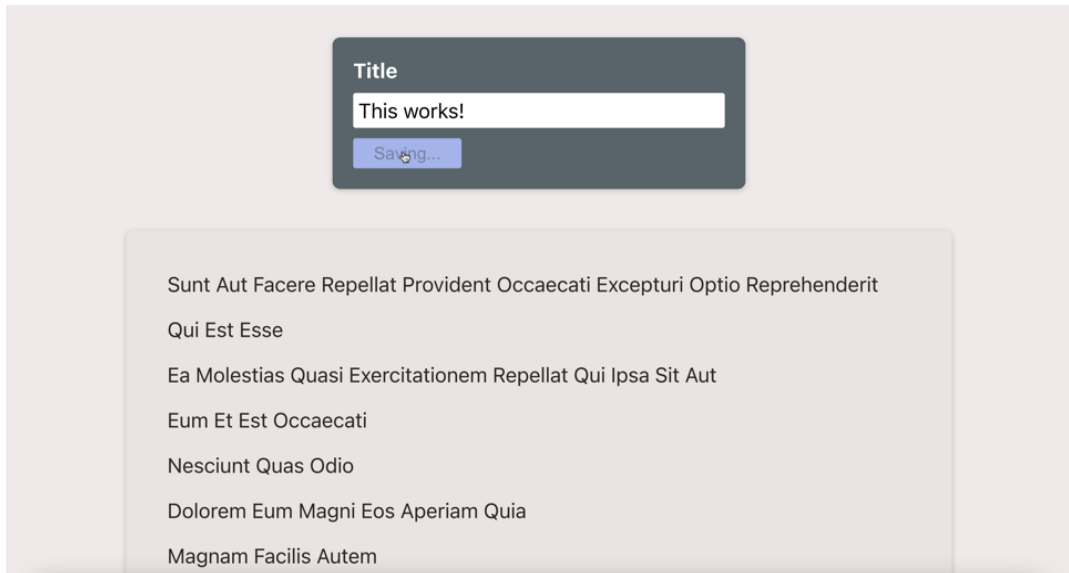 Title
This works!
Saving...
Sunt Aut Facere Repellat Provident Occaecati Excepturi Optio Reprehenderit
Qui Est Esse
Ea Molestias Quasi Exercitationem Repellat Qui Ipsa Sit Aut
Eum Et Est Occaecati
Nesciunt Quas Odio
Dolorem Eum Magni Eos Aperiam Quia
Magnam Facilis Autem